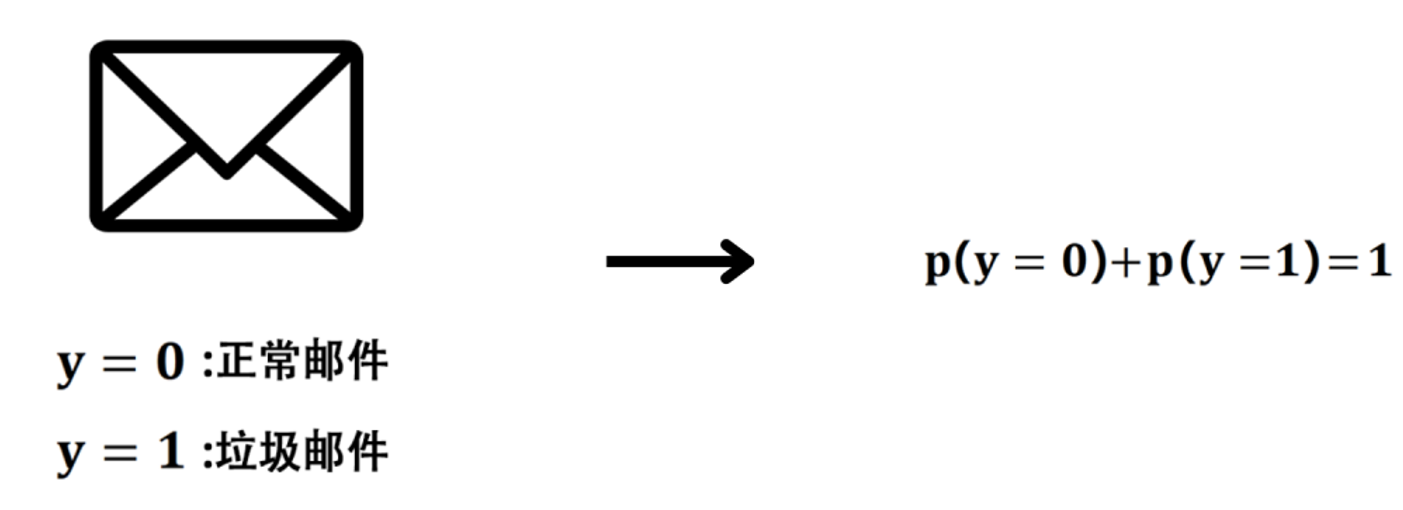 y = 0 :正常邮件
y = 1 :垃圾邮件
p(y = 0)+p(y =1)=1